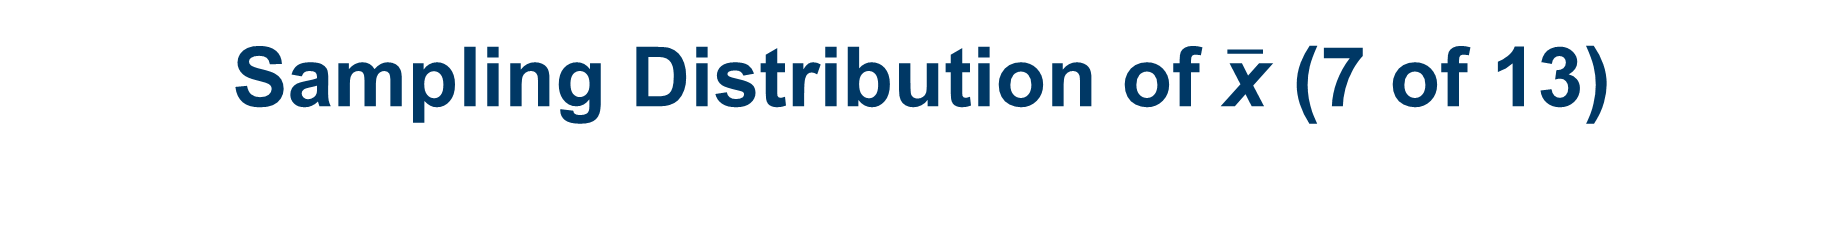 Sampling Distribution of x̅ (7 of 13)